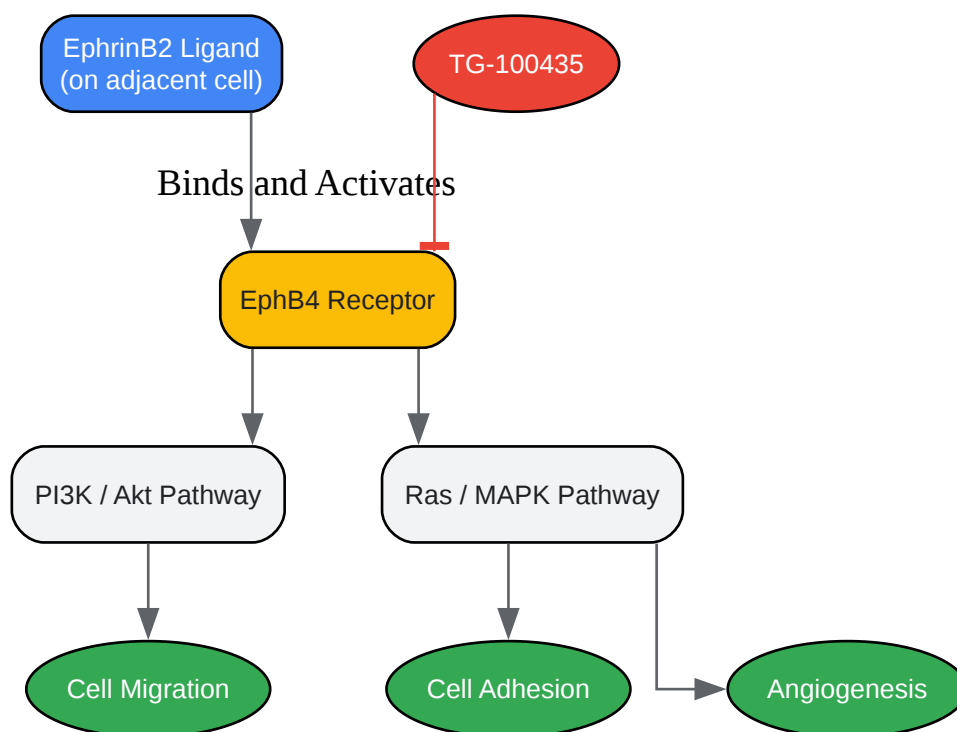 EphrinB2 Ligand
(on adjacent cell)
TG-100435
Binds and Activates
EphB4 Receptor
PI3K / Akt Pathway
Ras / MAPK Pathway
Cell Migration
Cell Adhesion
Angiogenesis